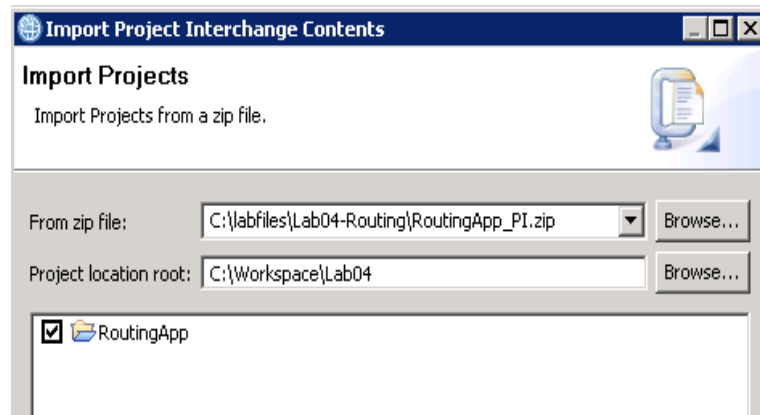 Import Project Interchange Contents
Import Projects
Import Projects from a zip file.
From zip file: C:\labfiles\Lab04-Routing\RoutingApp_PI.zip Browse...
Project location root: C:\Workspace\Lab04 Browse...
RoutingApp